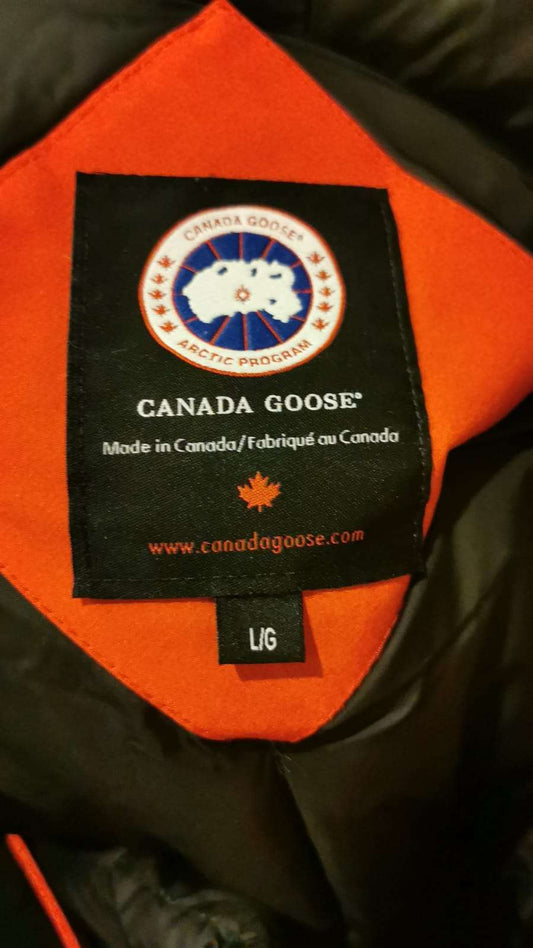 CANADA GOOSE®
ARCTIC PROGRAM
CANADA GOOSE®
Made in Canada/Fabriqué au Canada
www.canadagoose.com
L/G